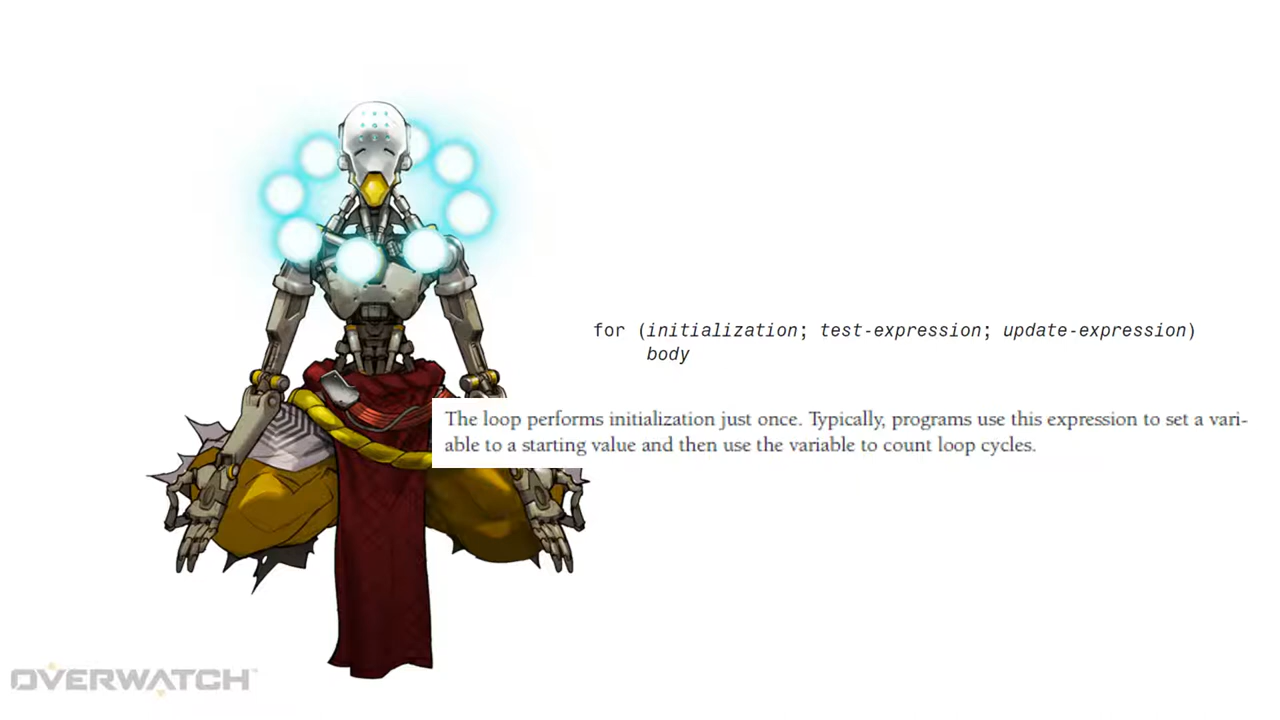 for (initialization; test-expression; update-expression)
body
The loop performs initialization just once. Typically, programs use this expression to set a vari-
able to a starting value and then use the variable to count loop cycles.
OVERWATCH™